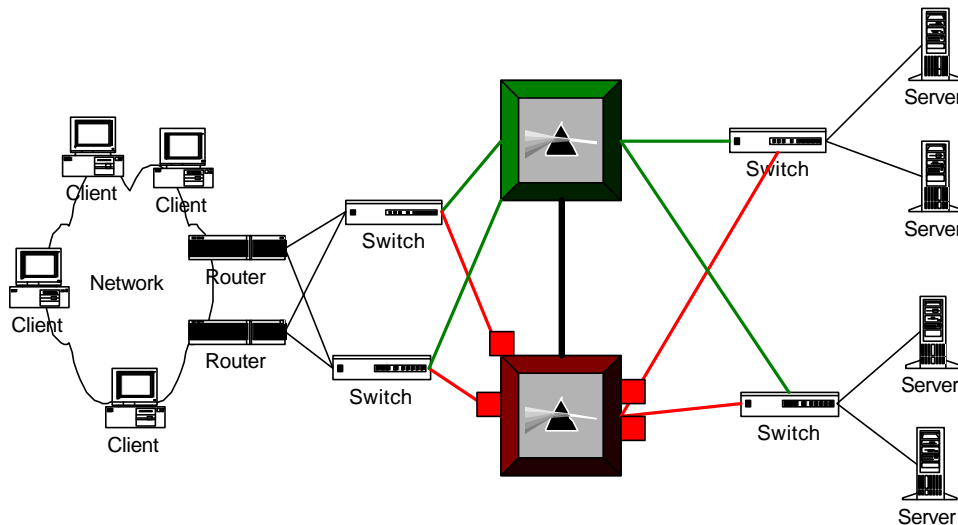 Server
Client
Client
Switch
Server
Switch
Network
Router
Client
Router
Switch
Server
Client
Switch
Server